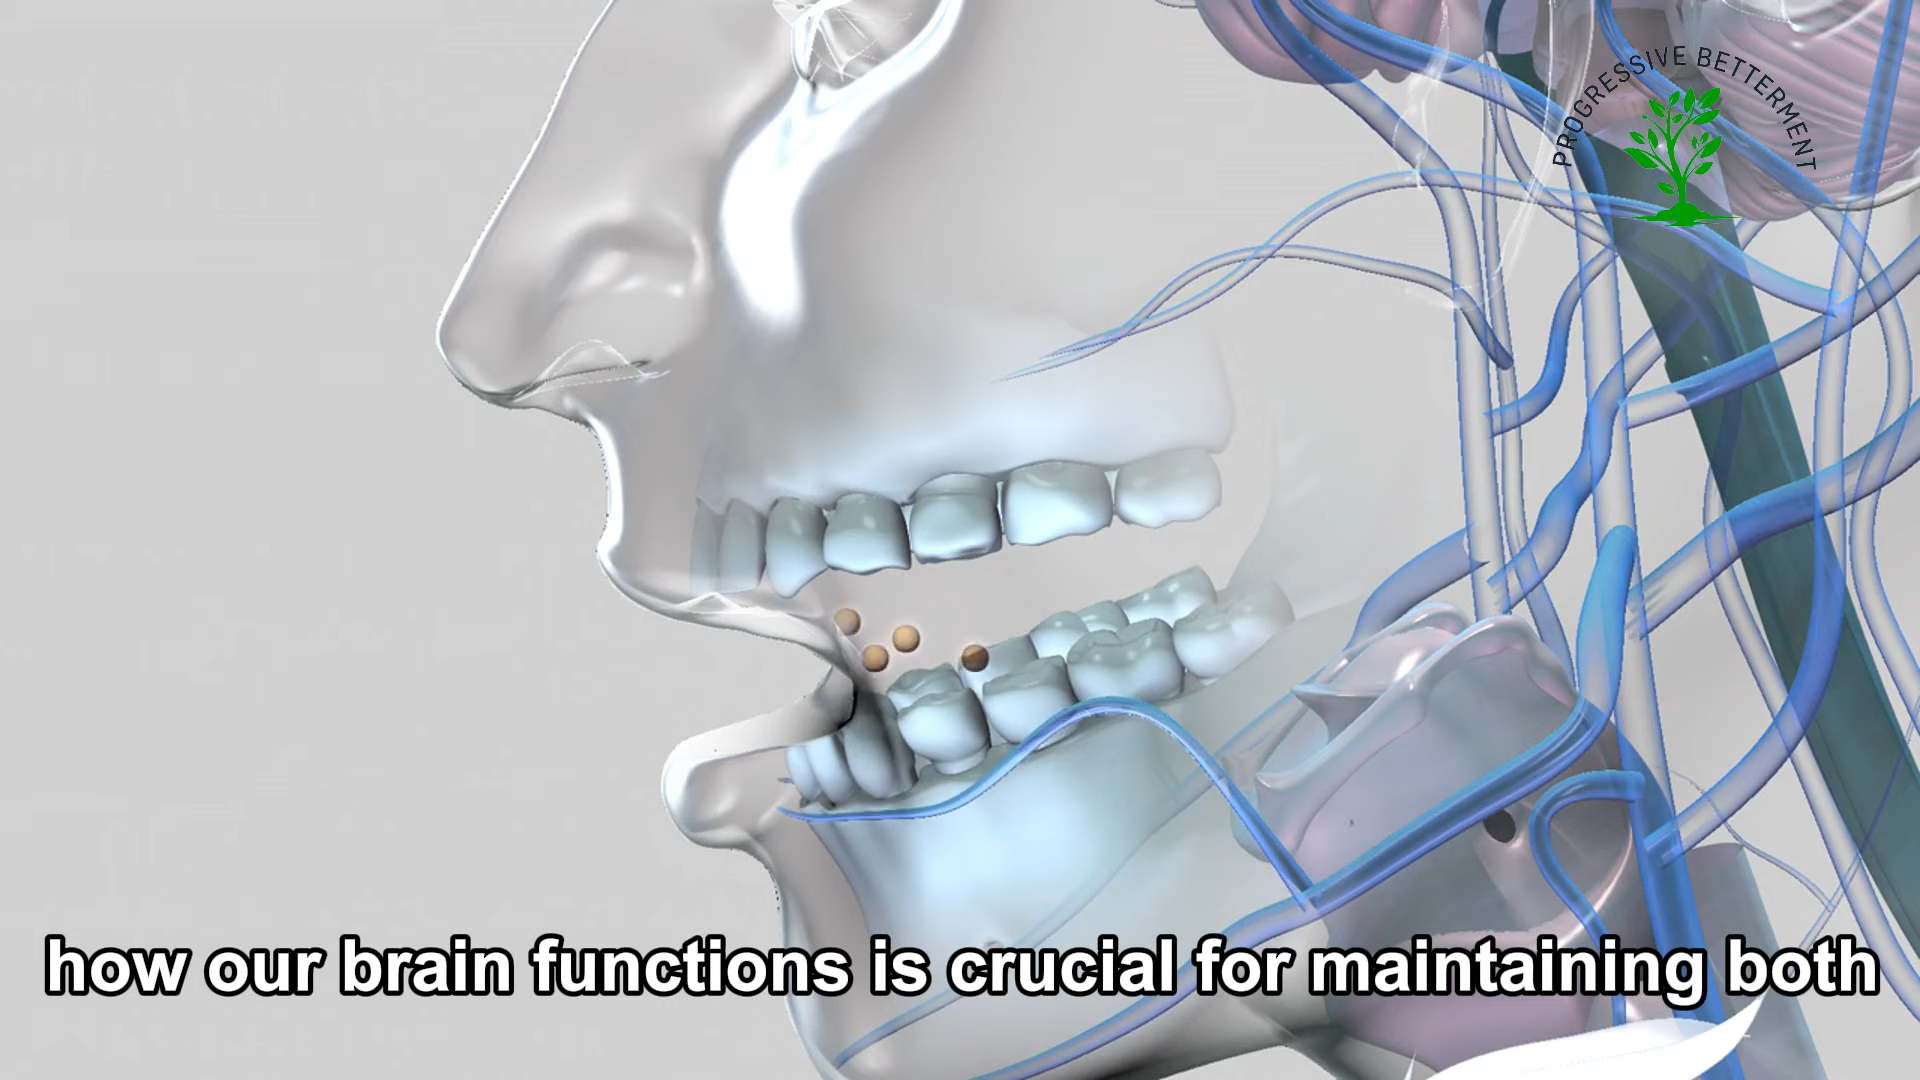 PROGRESSIVE BETTERMENT
how our brain functions is crucial for maintaining both